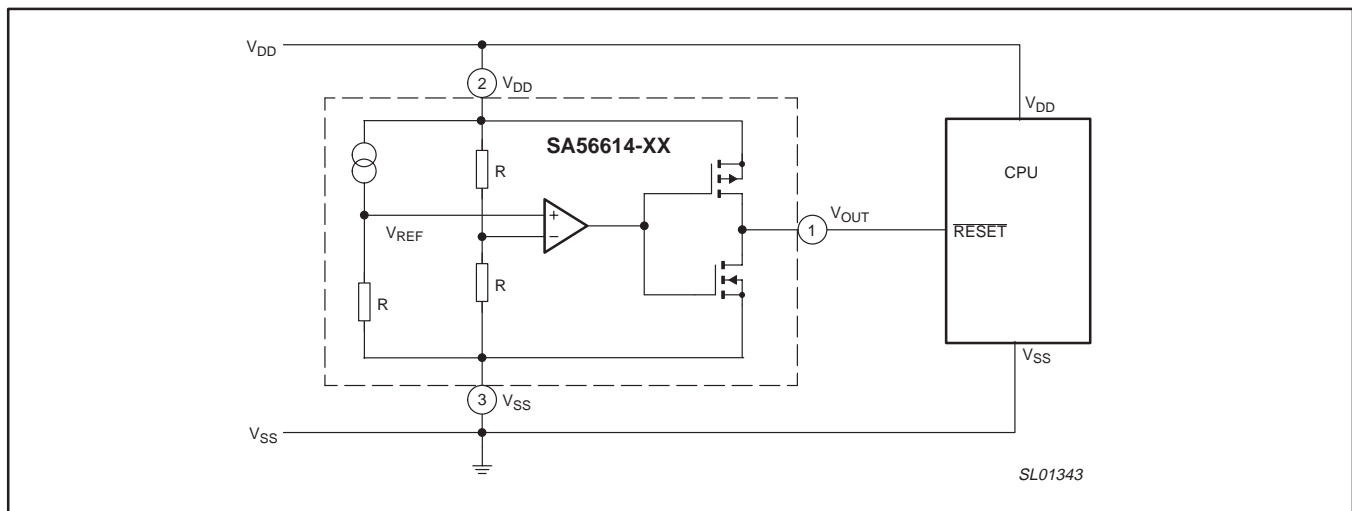 VDD
2 VDD
VDD
SA56614-XX
R
CPU
+
VREF
−
VOUT
1
RESET
R
R
VSS
3 VSS
VSS
SL01343